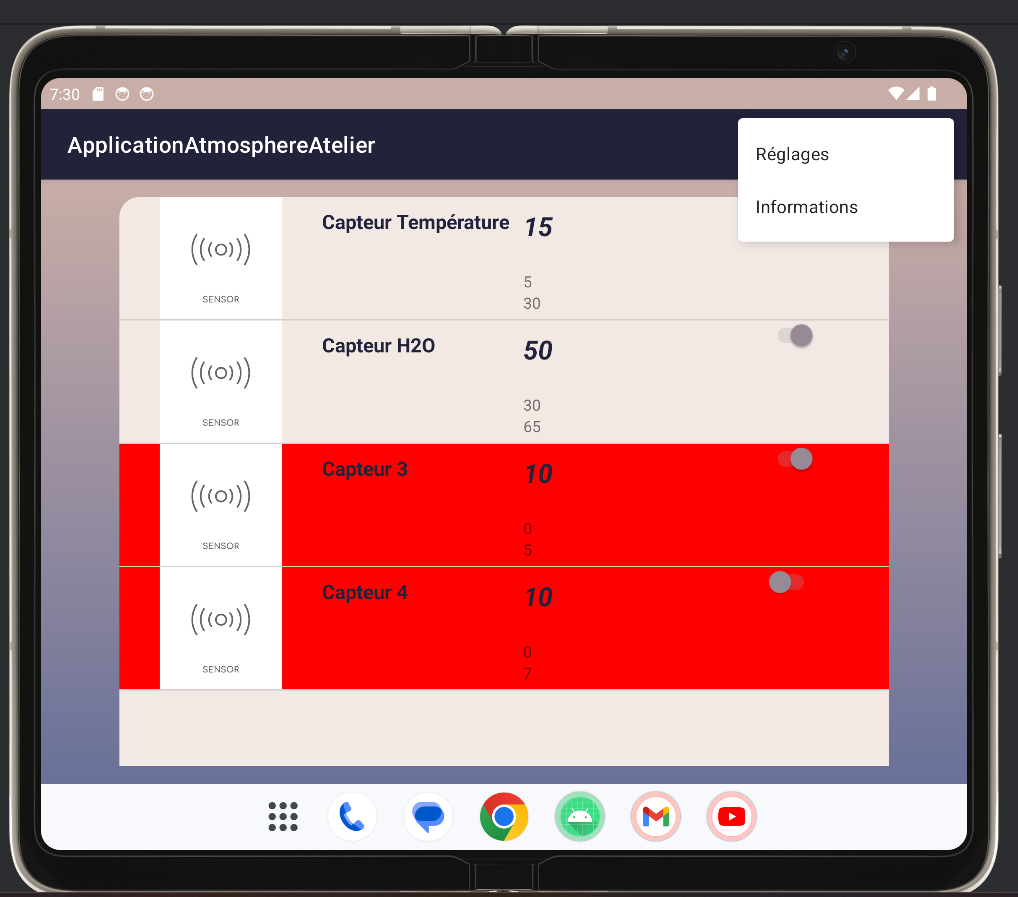 7:30
ApplicationAtmosphereAtelier
Réglages
Informations
Capteur Température 15
5
30
SENSOR
Capteur H2O 50
30
65
SENSOR
Capteur 3 10
0
5
SENSOR
Capteur 4 10
0
7
SENSOR